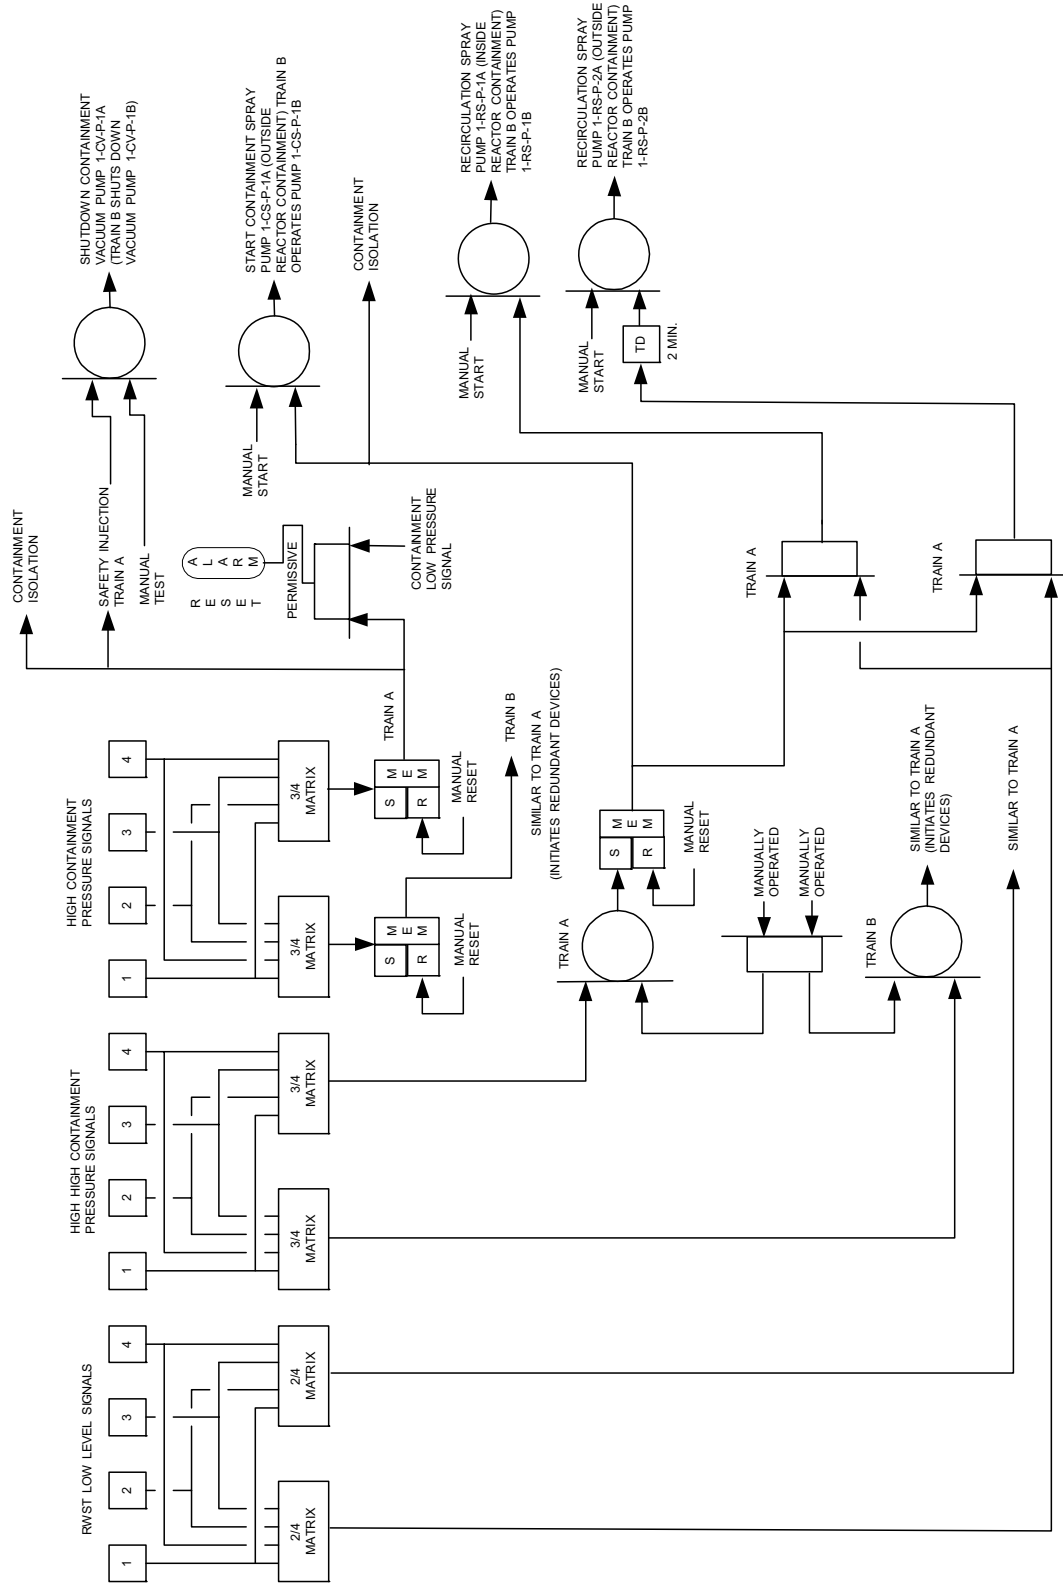 RWST LOW LEVEL SIGNALS
1
2
3
4
2/4
MATRIX
2/4
MATRIX
HIGH HIGH CONTAINMENT
PRESSURE SIGNALS
1
2
3
4
3/4
MATRIX
3/4
MATRIX
HIGH CONTAINMENT
PRESSURE SIGNALS
1
2
3
4
3/4
MATRIX
3/4
MATRIX
S
R
M
E
M
MANUAL
RESET
S
R
M
E
M
MANUAL
RESET
TRAIN A
TRAIN B
CONTAINMENT
ISOLATION
SAFETY INJECTION
TRAIN A
MANUAL
TEST
SHUTDOWN CONTAINMENT
VACUUM PUMP 1-CV-P-1A
(TRAIN B SHUTS DOWN
VACUUM PUMP 1-CV-P-1B)
R
E
S
E
T
A
L
A
R
M
PERMISSIVE
CONTAINMENT
LOW PRESSURE
SIGNAL
MANUAL
START
START CONTAINMENT SPRAY
PUMP 1-CS-P-1A (OUTSIDE
REACTOR CONTAINMENT) TRAIN B
OPERATES PUMP 1-CS-P-1B
CONTAINMENT
ISOLATION
SIMILAR TO TRAIN A
(INITIATES REDUNDANT DEVICES)
TRAIN A
S
R
M
E
M
MANUAL
RESET
MANUALLY
OPERATED
MANUALLY
OPERATED
TRAIN B
SIMILAR TO TRAIN A
(INITIATES REDUNDANT
DEVICES)
SIMILAR TO TRAIN A
TRAIN A
TRAIN A
MANUAL
START
RECIRCULATION SPRAY
PUMP 1-RS-P-1A (INSIDE
REACTOR CONTAINMENT)
TRAIN B OPERATES PUMP
1-RS-P-1B
MANUAL
START
TD
2 MIN.
RECIRCULATION SPRAY
PUMP 1-RS-P-2A (OUTSIDE
REACTOR CONTAINMENT)
TRAIN B OPERATES PUMP
1-RS-P-2B